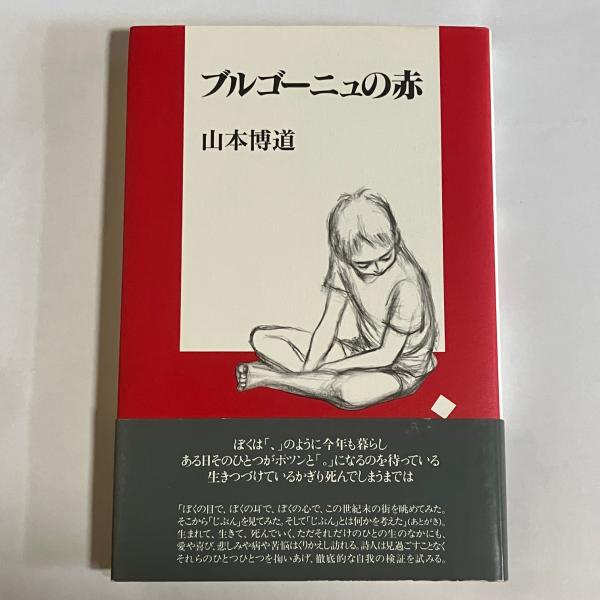 ブルゴーニュの赤
山本博道
ぼくは「、」のように今年も暮らし
ある日そのひとつがポツンと「。」になるのを待っている
生きつづけているかぎり死んでしまうまでは
「ぼくの目で、ぼくの耳で、ぼくの心で、この世紀末の街を眺めてみた。
そこから「じぶん」を見てみた。そして「じぶん」とは何かを考えた」(あとがき)。
生まれて、生きて、死んでいく、ただそれだけのひとの生のなかにも、
愛や喜び、悲しみや病や苦悩はくりかえし訪れる。詩人は見過ごすことなく
それらのひとつひとつを掬いあげ、徹底的な自我の検証を試みる。